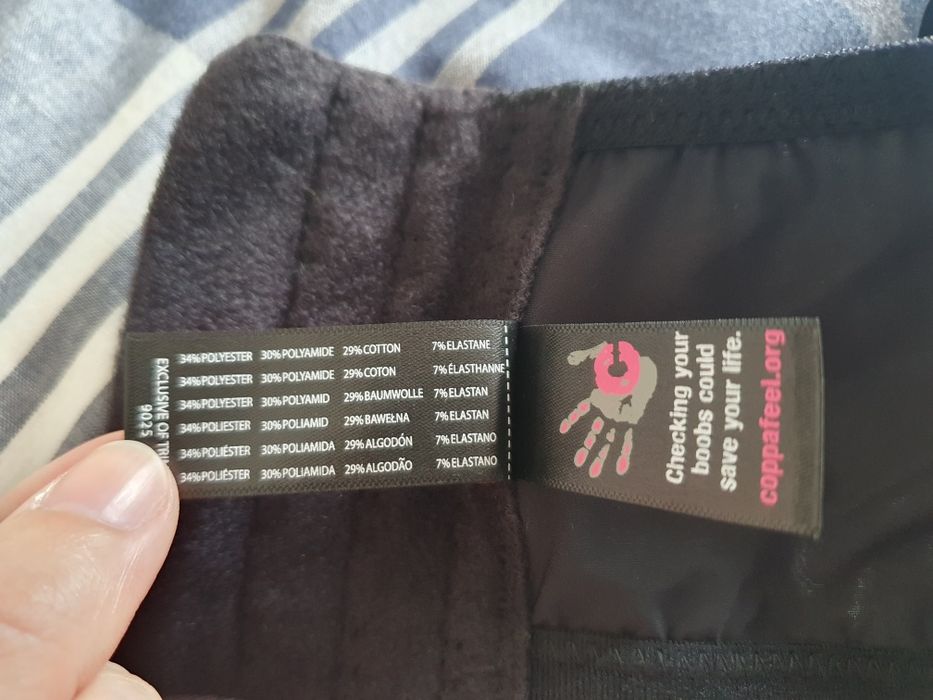 34% POLYESTER 30% POLYAMIDE 29% COTTON 7% ELASTANE
34% POLYESTER 30% POLYAMIDE 29% COTON 7% ÉLASTHANNE
34% POLYESTER 30% POLYAMID 29% BAUMWOLLE 7% ELASTAN
34% POLIESTER 30% POLIAMID 29% BAWEŁNA 7% ELASTAN
34% POLIÉSTER 30% POLIAMIDA 29% ALGODÓN 7% ELASTANO
34% POLIÉSTER 30% POLIAMIDA 29% ALGODÃO 7% ELASTANO
EXCLUSIVE OF
9025
Checking your
boobs could
save your life.
coppafeel.org